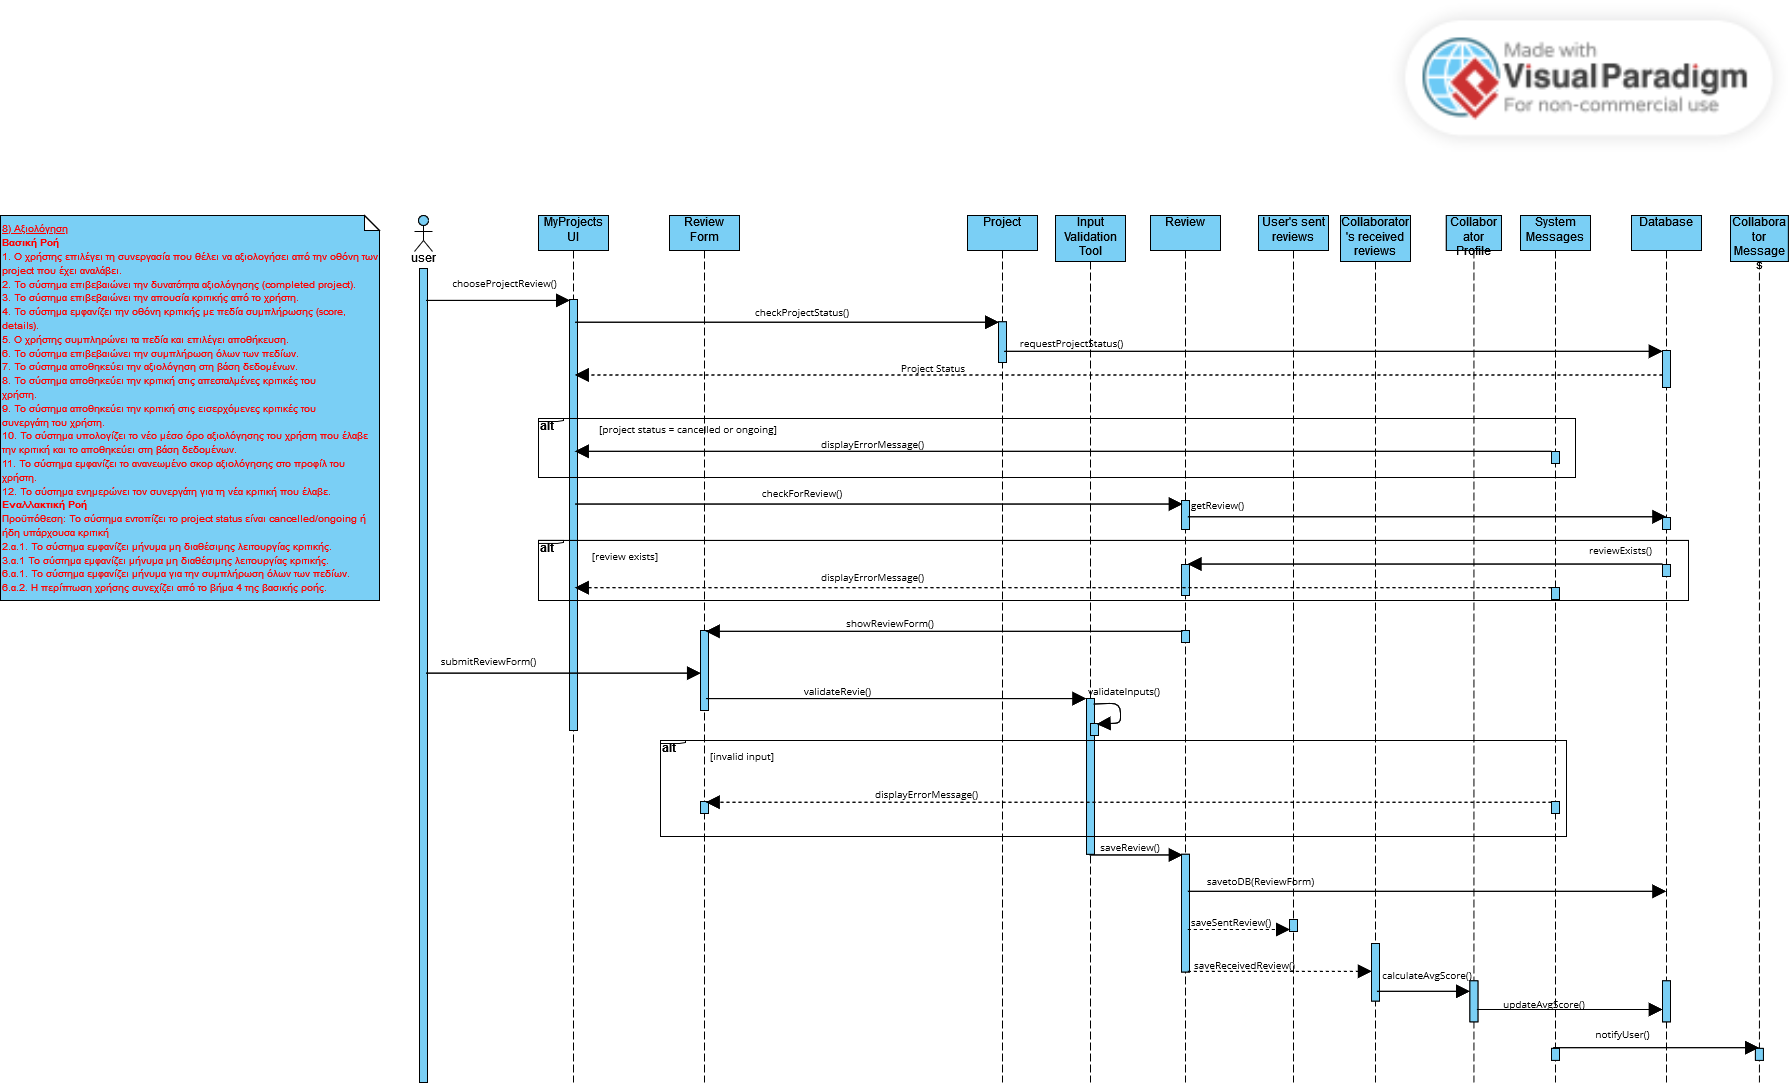 Made with
Visual Paradigm
For non-commercial use
8) Αξιολόγηση
Βασική Ροή
1. Ο χρήστης επιλέγει τη συνεργασία που θέλει να αξιολογήσει από την οθόνη των
project που έχει αναλάβει.
2. Το σύστημα επιβεβαιώνει την δυνατότητα αξιολόγησης (completed project).
3. Το σύστημα επιβεβαιώνει την απουσία κριτικής από το χρήστη.
4. Το σύστημα εμφανίζει την οθόνη κριτικής με πεδία συμπλήρωσης (score,
details).
5. Ο χρήστης συμπληρώνει τα πεδία και επιλέγει αποθήκευση.
6. Το σύστημα επιβεβαιώνει την συμπλήρωση όλων των πεδίων.
7. Το σύστημα αποθηκεύει την αξιολόγηση στη βάση δεδομένων.
8. Το σύστημα αποθηκεύει την κριτική στις απεσταλμένες κριτικές του
χρήστη.
9. Το σύστημα αποθηκεύει την κριτική στις εισερχόμενες κριτικές του
συνεργάτη του χρήστη.
10. Το σύστημα υπολογίζει το νέο μέσο όρο αξιολόγησης του χρήστη που έλαβε
την κριτική και το αποθηκεύει στη βάση δεδομένων.
11. Το σύστημα εμφανίζει το ανανεωμένο σκορ αξιολόγησης στο προφίλ του
χρήστη.
12. Το σύστημα ενημερώνει τον συνεργάτη για τη νέα κριτική που έλαβε.
Εναλλακτική Ροή
Προϋπόθεση: Το σύστημα εντοπίζει το project status είναι cancelled/ongoing ή
ήδη υπάρχουσα κριτική
2.α.1. Το σύστημα εμφανίζει μήνυμα μη διαθέσιμης λειτουργίας κριτικής.
3.α.1 Το σύστημα εμφανίζει μήνυμα μη διαθέσιμης λειτουργίας κριτικής.
6.α.1. Το σύστημα εμφανίζει μήνυμα για την συμπλήρωση όλων των πεδίων.
6.α.2. Η περίπτωση χρήσης συνεχίζει από το βήμα 4 της βασικής ροής.
user
MyProjects
UI
Review
Form
Project
Input
Validation
Tool
Review
User's sent
reviews
Collaborator
's received
reviews
Collabor
ator
Profile
System
Messages
Database
Collabora
tor
Message
s
chooseProjectReview()
checkProjectStatus()
requestProjectStatus()
Project Status
alt
[project status = cancelled or ongoing]
displayErrorMessage()
checkForReview()
getReview()
alt
[review exists]
reviewExists()
displayErrorMessage()
showReviewForm()
submitReviewForm()
validateRevie()
validateInputs()
alt
[invalid input]
displayErrorMessage()
saveReview()
savetoDB(ReviewForm)
saveSentReview()
saveReceivedReview()
calculateAvgScore()
updateAvgScore()
notifyUser()